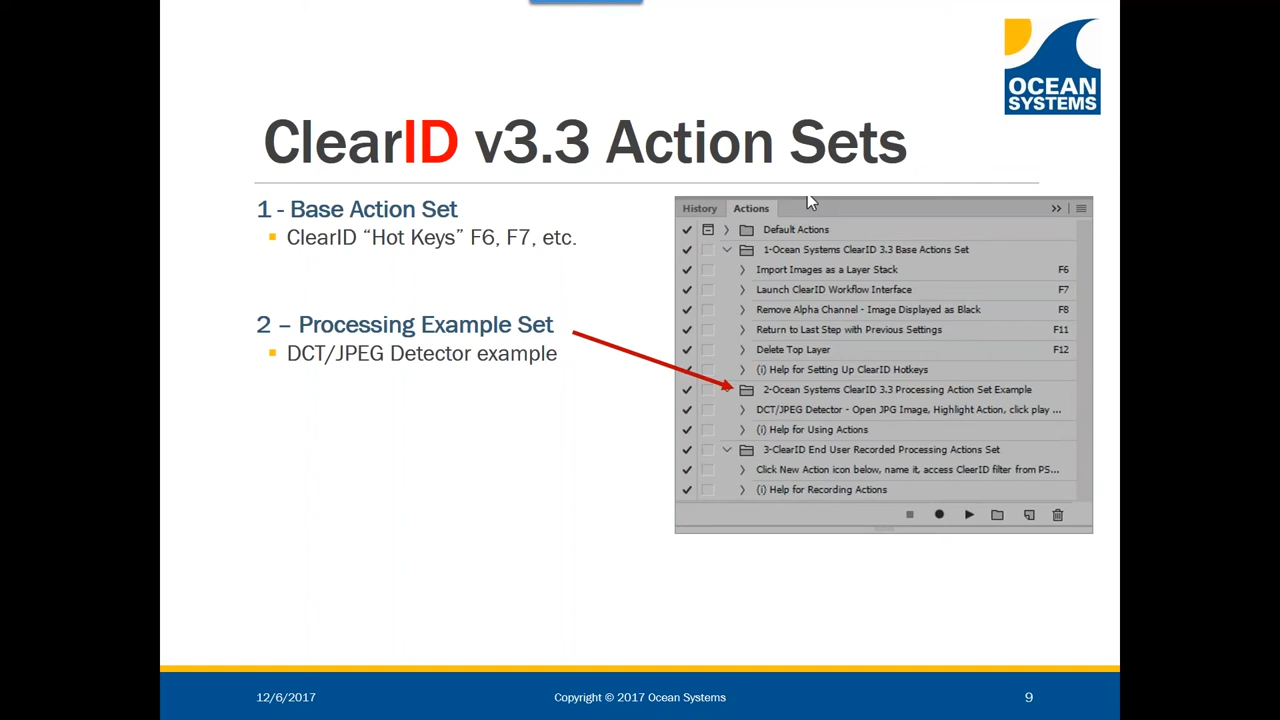 OCEAN
SYSTEMS
ClearID v3.3 Action Sets
1 - Base Action Set
ClearID “Hot Keys” F6, F7, etc.
2 – Processing Example Set
DCT/JPEG Detector example
History Actions
Default Actions
1-Ocean Systems ClearID 3.3 Base Actions Set
Import Images as a Layer Stack F6
Launch ClearID Workflow Interface F7
Remove Alpha Channel - Image Displayed as Black F8
Return to Last Step with Previous Settings F11
Delete Top Layer F12
(i) Help for Setting Up ClearID Hotkeys
2-Ocean Systems ClearID 3.3 Processing Action Set Example
DCT/JPEG Detector - Open JPG Image, Highlight Action, click play ...
(i) Help for Using Actions
3-ClearID End User Recorded Processing Actions Set
Click New Action icon below, name it, access CleerID filter from PS...
(i) Help for Recording Actions
12/6/2017 Copyright © 2017 Ocean Systems 9